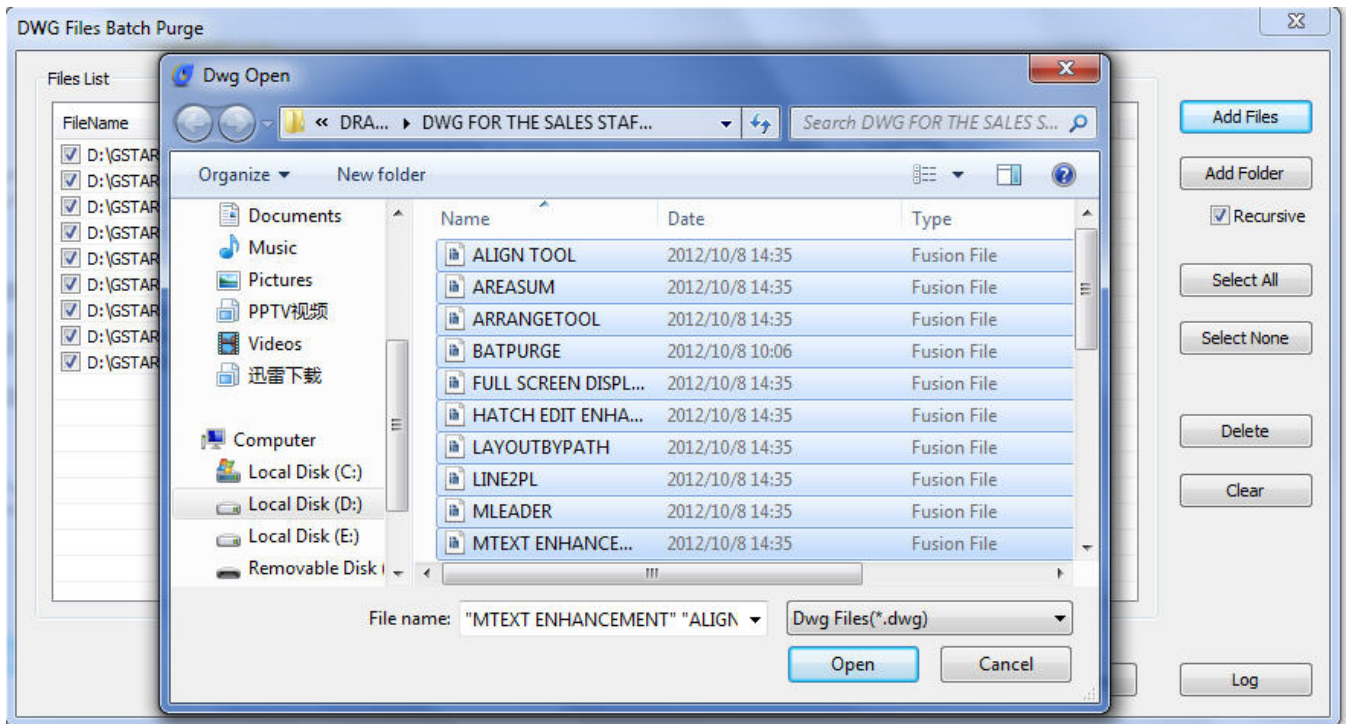 DWG Files Batch Purge
Files List
FileName
D:\GSTAR
D:\GSTAR
D:\GSTAR
D:\GSTAR
D:\GSTAR
D:\GSTAR
D:\GSTAR
D:\GSTAR
D:\GSTAR
Dwg Open
« DRA... ▸ DWG FOR THE SALES STAF...
Search DWG FOR THE SALES S...
Organize
New folder
Documents
Music
Pictures
PPTV视频
Videos
迅雷下载
Computer
Local Disk (C:)
Local Disk (D:)
Local Disk (E:)
Removable Disk (
Name Date Type
ALIGN TOOL 2012/10/8 14:35 Fusion File
AREASUM 2012/10/8 14:35 Fusion File
ARRANGETOOL 2012/10/8 14:35 Fusion File
BATPURGE 2012/10/8 10:06 Fusion File
FULL SCREEN DISPL... 2012/10/8 14:35 Fusion File
HATCH EDIT ENHA... 2012/10/8 14:35 Fusion File
LAYOUTBYPATH 2012/10/8 14:35 Fusion File
LINE2PL 2012/10/8 14:35 Fusion File
MLEADER 2012/10/8 14:35 Fusion File
MTEXT ENHANCE... 2012/10/8 14:35 Fusion File
File name: "MTEXT ENHANCEMENT" "ALIGN
Dwg Files(*.dwg)
Open
Cancel
Add Files
Add Folder
Recursive
Select All
Select None
Delete
Clear
Log